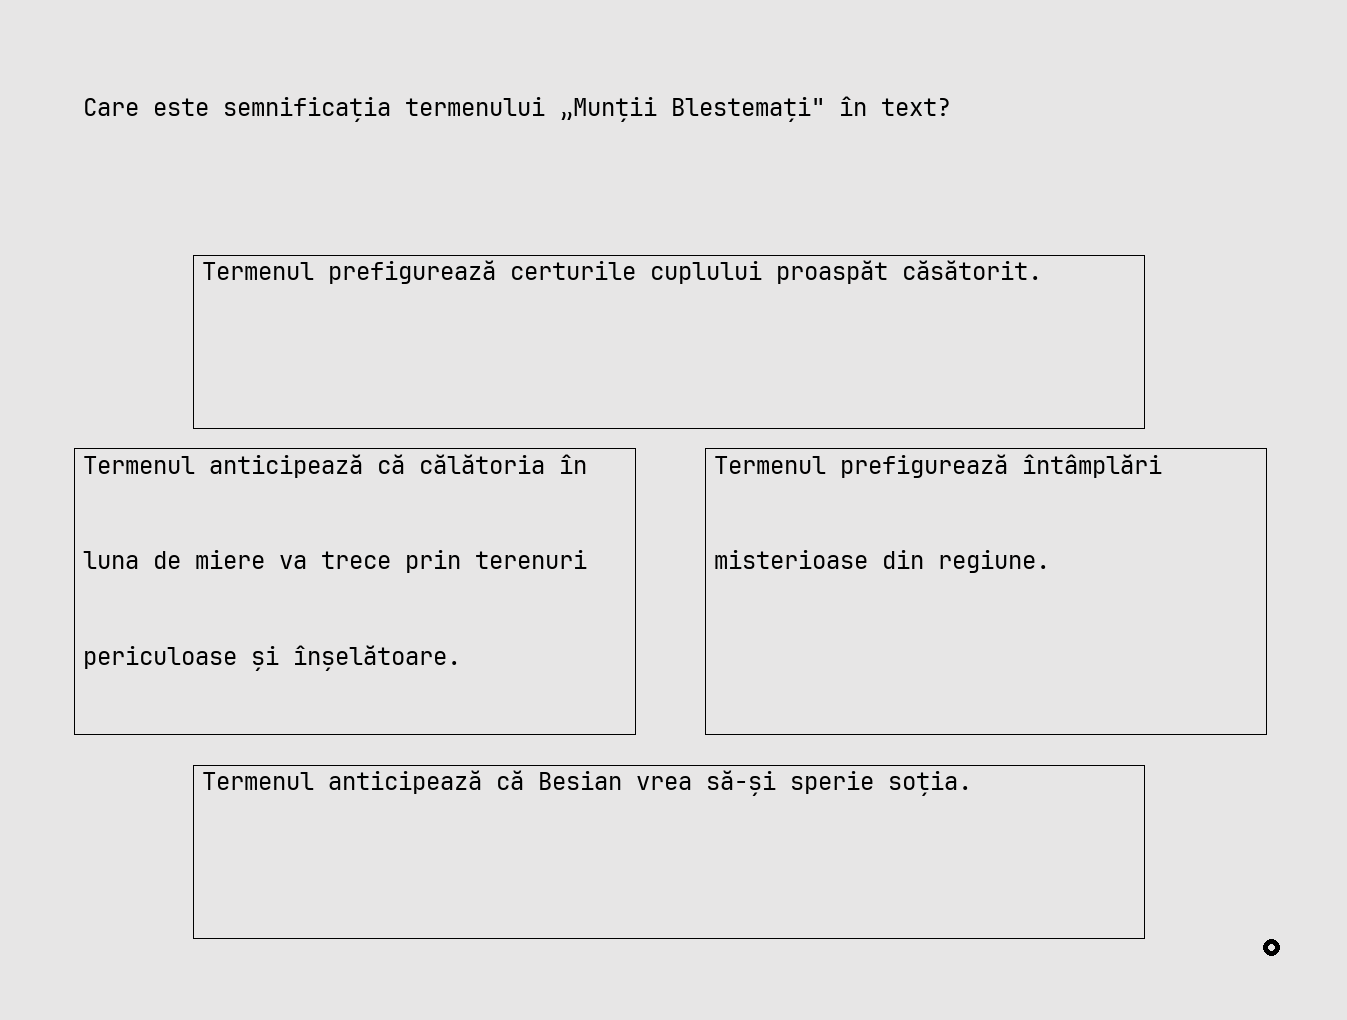 Care este semnificația termenului „Munții Blestemați" în text?
Termenul prefigurează certurile cuplului proaspăt căsătorit.
Termenul anticipează că călătoria în
luna de miere va trece prin terenuri
periculoase și înșelătoare.
Termenul prefigurează întâmplări
misterioase din regiune.
Termenul anticipează că Besian vrea să-și sperie soția.